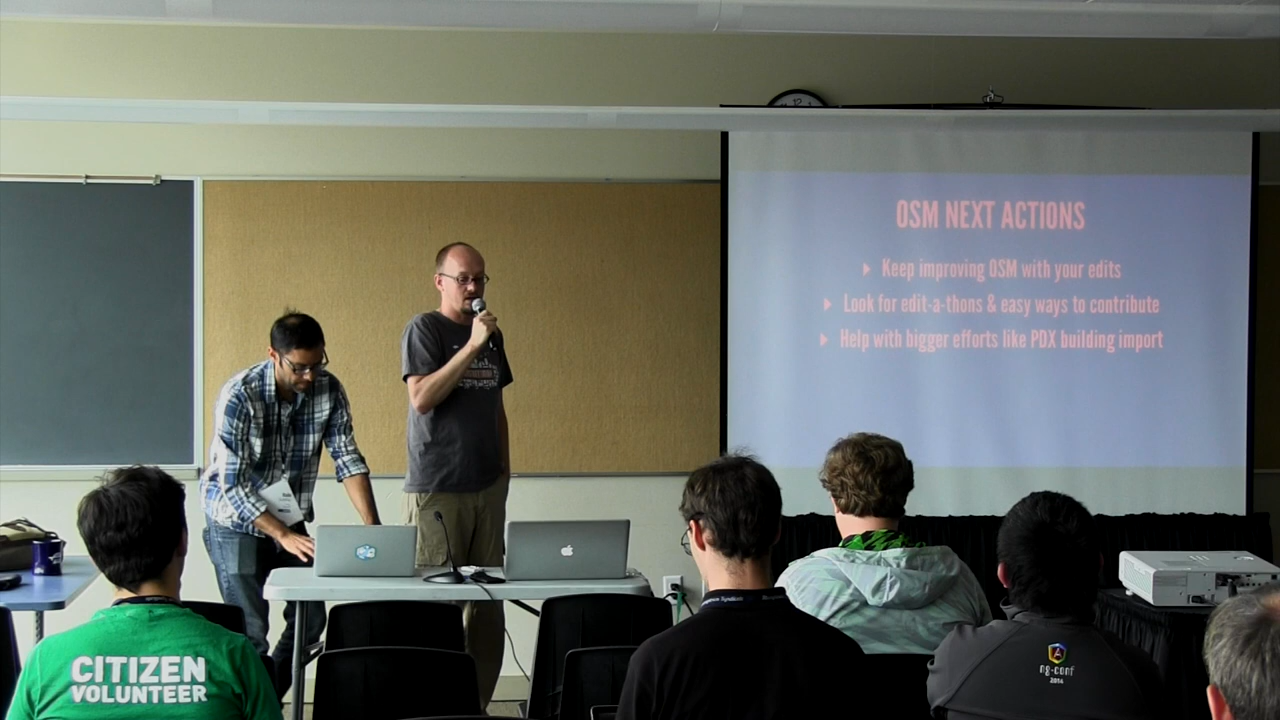 OSM NEXT ACTIONS
Keep improving OSM with your edits
Look for edit-a-thons & easy ways to contribute
Help with bigger efforts like PDX building import
CITIZEN
VOLUNTEER
ng-conf
2014